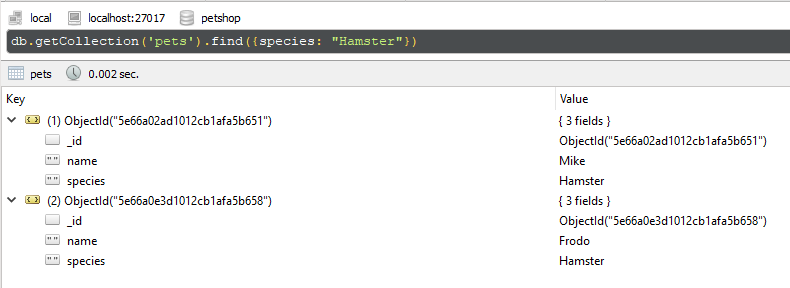 local localhost:27017 petshop
db.getCollection('pets').find({species: "Hamster"})
pets 0.002 sec.
Key Value
(1) ObjectId("5e66a02ad1012cb1afa5b651") { 3 fields }
_id ObjectId("5e66a02ad1012cb1afa5b651")
" " name Mike
" " species Hamster
(2) ObjectId("5e66a0e3d1012cb1afa5b658") { 3 fields }
_id ObjectId("5e66a0e3d1012cb1afa5b658")
" " name Frodo
" " species Hamster